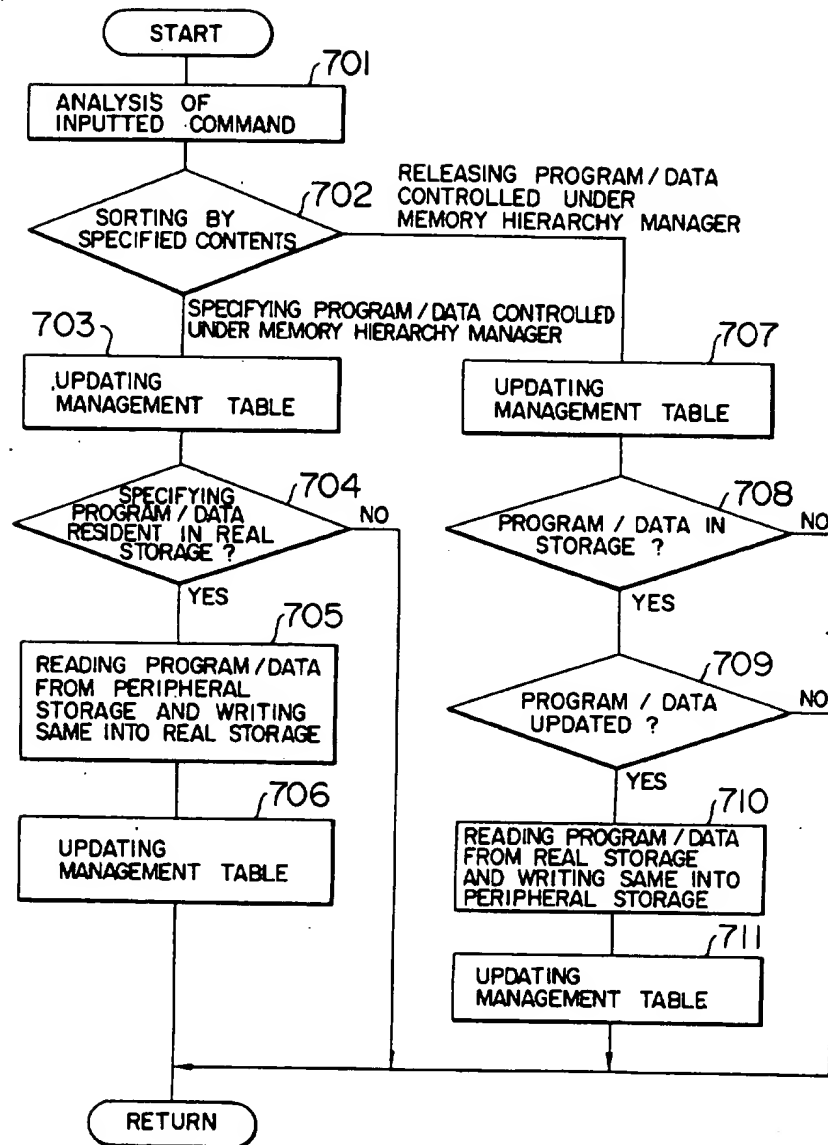 START
701
ANALYSIS OF
INPUTTED COMMAND
702
SORTING BY
SPECIFIED CONTENTS
RELEASING PROGRAM / DATA
CONTROLLED UNDER
MEMORY HIERARCHY MANAGER
SPECIFYING PROGRAM / DATA CONTROLLED
UNDER MEMORY HIERARCHY MANAGER
703
UPDATING
MANAGEMENT TABLE
704
SPECIFYING
PROGRAM / DATA
RESIDENT IN REAL
STORAGE ?
NO
YES
705
READING PROGRAM / DATA
FROM PERIPHERAL
STORAGE AND WRITING
SAME INTO REAL STORAGE
706
UPDATING
MANAGEMENT TABLE
707
UPDATING
MANAGEMENT TABLE
708
PROGRAM / DATA IN
STORAGE ?
NO
YES
709
PROGRAM / DATA
UPDATED ?
NO
YES
710
READING PROGRAM / DATA
FROM REAL STORAGE
AND WRITING SAME INTO
PERIPHERAL STORAGE
711
UPDATING
MANAGEMENT TABLE
RETURN